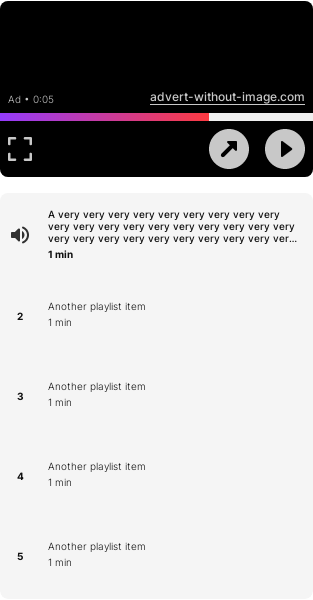 Ad • 0:05
advert-without-image.com
A very very very very very very very very very
very very very very very very very very very very
very very very very very very very very very ver...
1 min
2
Another playlist item
1 min
3
Another playlist item
1 min
4
Another playlist item
1 min
5
Another playlist item
1 min